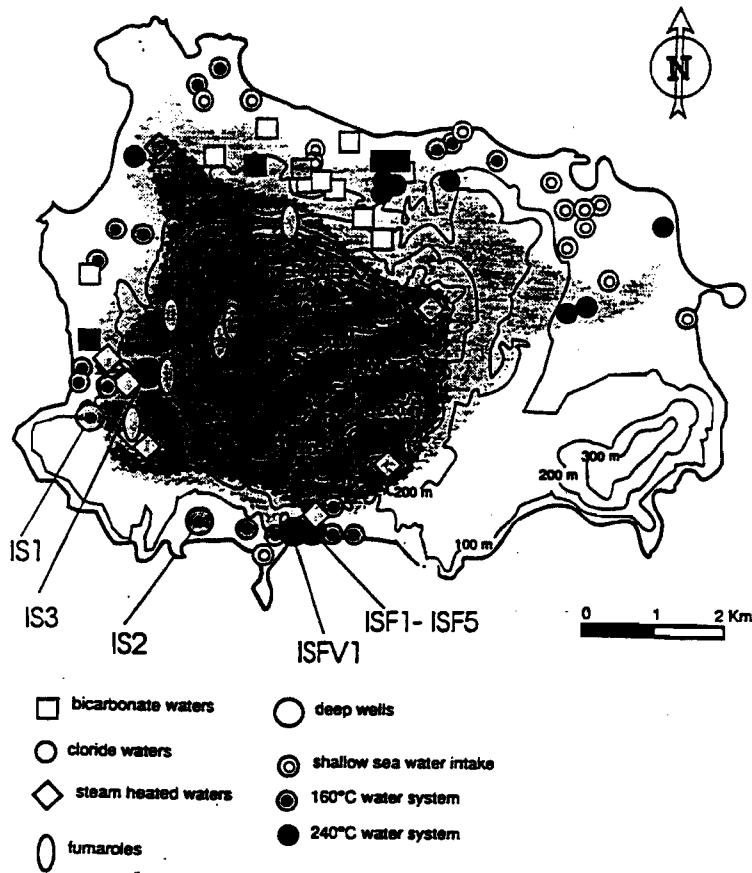 N
300 m
200 m
200 m
100 m
IS1
IS3
IS2
ISFV1
ISF1- ISF5
0 1 2 Km
bicarbonate waters
cloride waters
steam heated waters
fumaroles
deep wells
shallow sea water intake
160°C water system
240°C water system